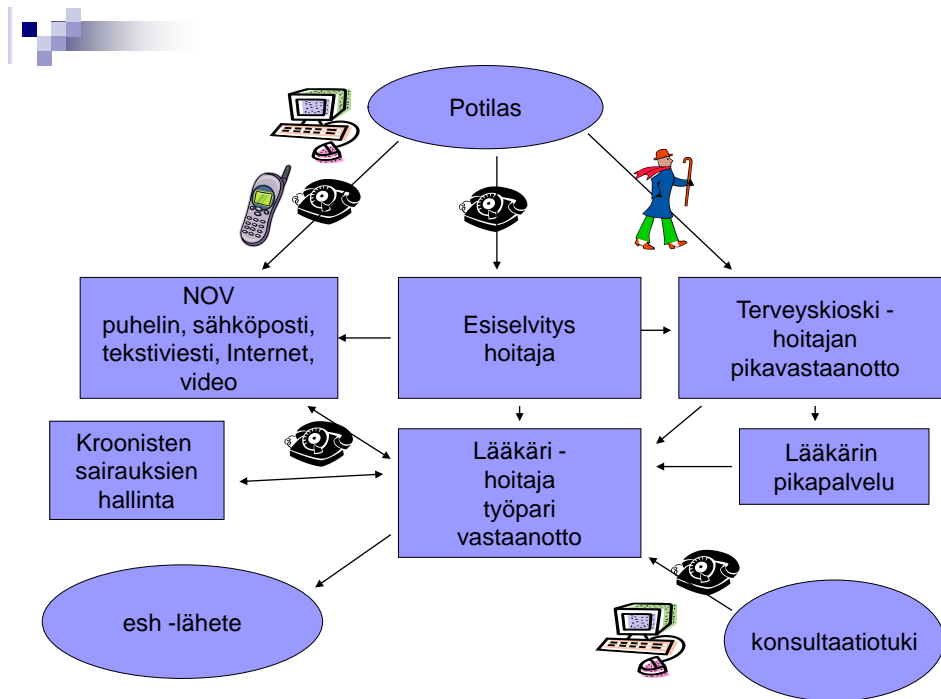 Potilas
NOV
puhelin, sähköposti,
tekstiviesti, Internet,
video
Esiselvitys
hoitaja
Terveyskioski -
hoitajan
pikavastaanotto
Kroonisten
sairauksien
hallinta
Lääkäri -
hoitaja
työpari
vastaanotto
Lääkärin
pikapalvelu
esh -lähete
konsultaatiotuki